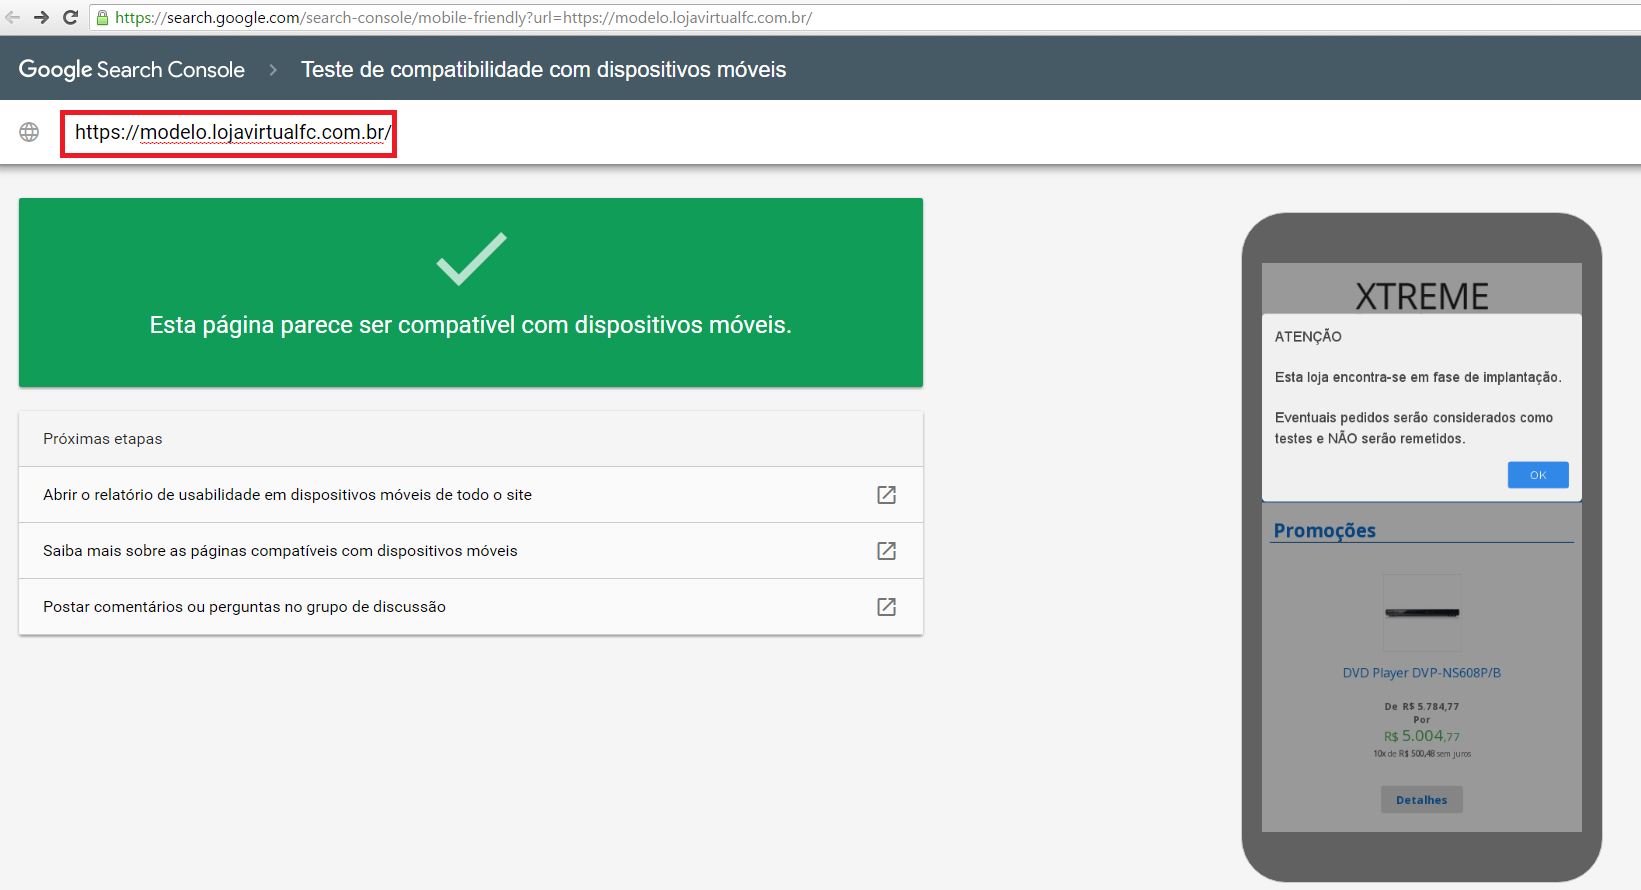 https://search.google.com/search-console/mobile-friendly?url=https://modelo.lojavirtualfc.com.br/
Google Search Console > Teste de compatibilidade com dispositivos móveis
https://modelo.lojavirtualfc.com.br/
Esta página parece ser compatível com dispositivos móveis.
Próximas etapas
Abrir o relatório de usabilidade em dispositivos móveis de todo o site
Saiba mais sobre as páginas compatíveis com dispositivos móveis
Postar comentários ou perguntas no grupo de discussão
XTREME
ATENÇÃO
Esta loja encontra-se em fase de implantação.
Eventuais pedidos serão considerados como
testes e NÃO serão remetidos.
OK
Promoções
DVD Player DVP-NS608P/B
De R$ 5.784,77
Por
R$ 5.004,77
10x de R$ 500,48 sem juros
Detalhes